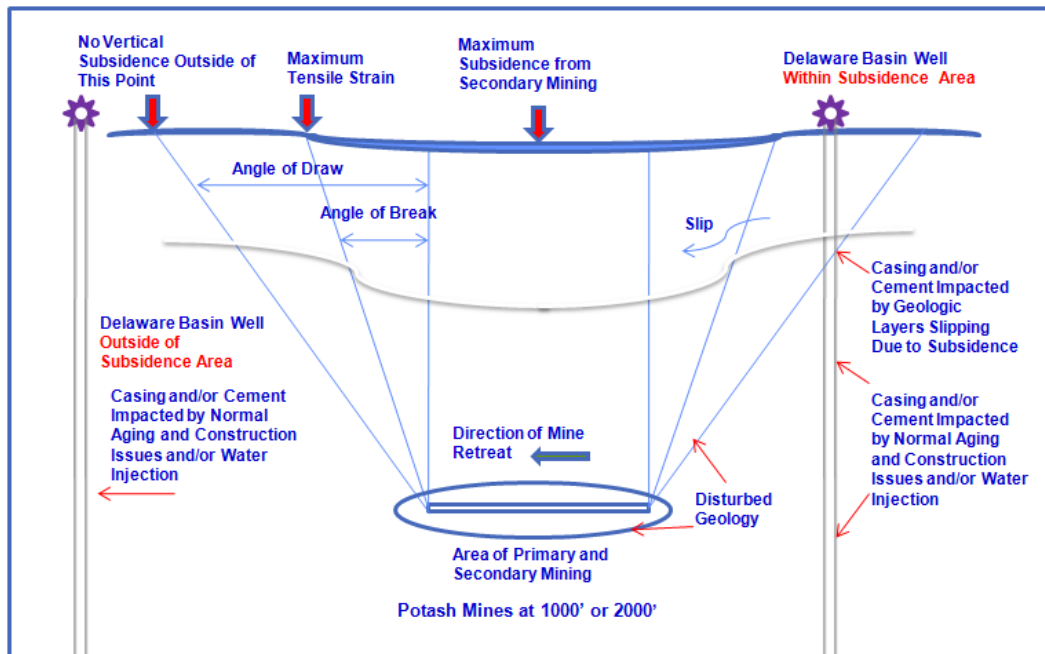 No Vertical
Subsidence Outside of
This Point
Maximum
Tensile Strain
Maximum
Subsidence from
Secondary Mining
Delaware Basin Well
Within Subsidence Area
Angle of Draw
Angle of Break
Slip
Delaware Basin Well
Outside of
Subsidence Area
Casing and/or Cement
Impacted by Normal
Aging and Construction
Issues and/or Water
Injection
Direction of Mine
Retreat
Disturbed
Geology
Casing and/or
Cement Impacted
by Geologic
Layers Slipping
Due to Subsidence
Casing and/or
Cement Impacted
by Normal Aging
and Construction
Issues and/or Water
Injection
Area of Primary and
Secondary Mining
Potash Mines at 1000’ or 2000’